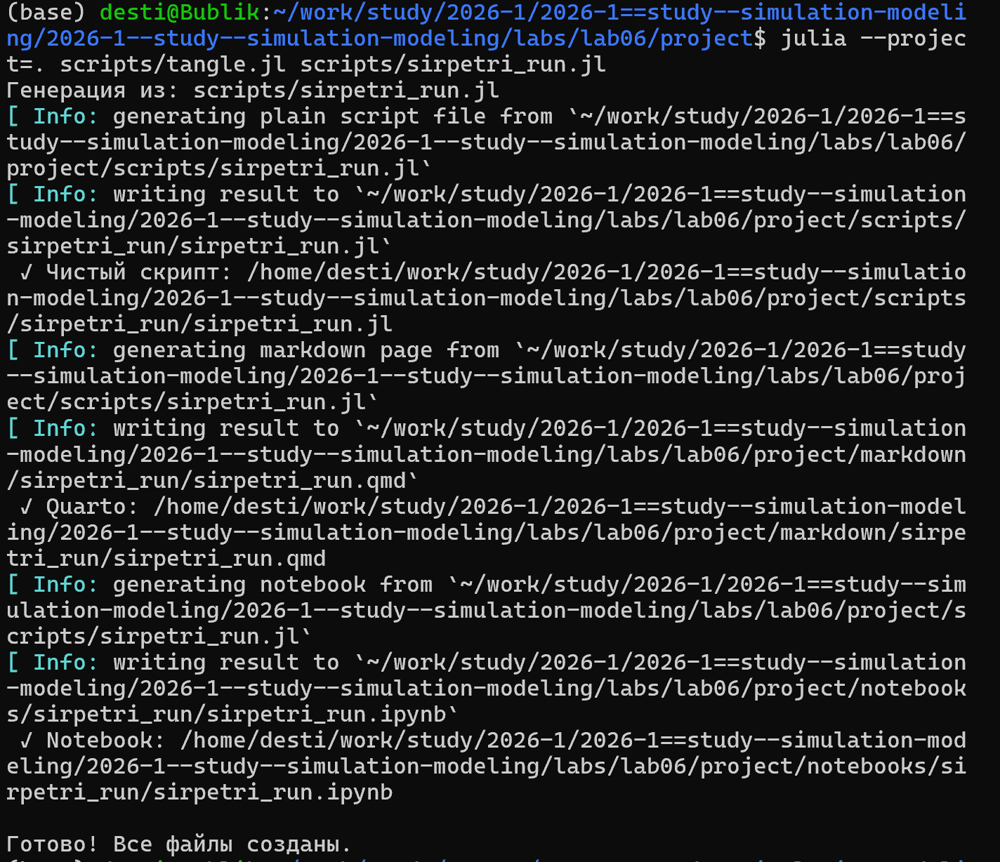 (base) desti@Bublik:~/work/study/2026-1/2026-1==study--simulation-modeli
ng/2026-1--study--simulation-modeling/labs/lab06/project$ julia --projec
t=. scripts/tangle.jl scripts/sirpetri_run.jl
Генерация из: scripts/sirpetri_run.jl
[ Info: generating plain script file from `~/work/study/2026-1/2026-1==s
tudy--simulation-modeling/2026-1--study--simulation-modeling/labs/lab06/
project/scripts/sirpetri_run.jl`
[ Info: writing result to `~/work/study/2026-1/2026-1==study--simulation
-modeling/2026-1--study--simulation-modeling/labs/lab06/project/scripts/
sirpetri_run/sirpetri_run.jl`
 ✓ Чистый скрипт: /home/desti/work/study/2026-1/2026-1==study--simulatio
n-modeling/2026-1--study--simulation-modeling/labs/lab06/project/scripts
/sirpetri_run/sirpetri_run.jl
[ Info: generating markdown page from `~/work/study/2026-1/2026-1==study
--simulation-modeling/2026-1--study--simulation-modeling/labs/lab06/proj
ect/scripts/sirpetri_run.jl`
[ Info: writing result to `~/work/study/2026-1/2026-1==study--simulation
-modeling/2026-1--study--simulation-modeling/labs/lab06/project/markdown
/sirpetri_run/sirpetri_run.qmd`
 ✓ Quarto: /home/desti/work/study/2026-1/2026-1==study--simulation-model
ing/2026-1--study--simulation-modeling/labs/lab06/project/markdown/sirpe
tri_run/sirpetri_run.qmd
[ Info: generating notebook from `~/work/study/2026-1/2026-1==study--sim
ulation-modeling/2026-1--study--simulation-modeling/labs/lab06/project/s
cripts/sirpetri_run.jl`
[ Info: writing result to `~/work/study/2026-1/2026-1==study--simulation
-modeling/2026-1--study--simulation-modeling/labs/lab06/project/notebook
s/sirpetri_run/sirpetri_run.ipynb`
 ✓ Notebook: /home/desti/work/study/2026-1/2026-1==study--simulation-mod
eling/2026-1--study--simulation-modeling/labs/lab06/project/notebooks/si
rpetri_run/sirpetri_run.ipynb

Готово! Все файлы созданы.